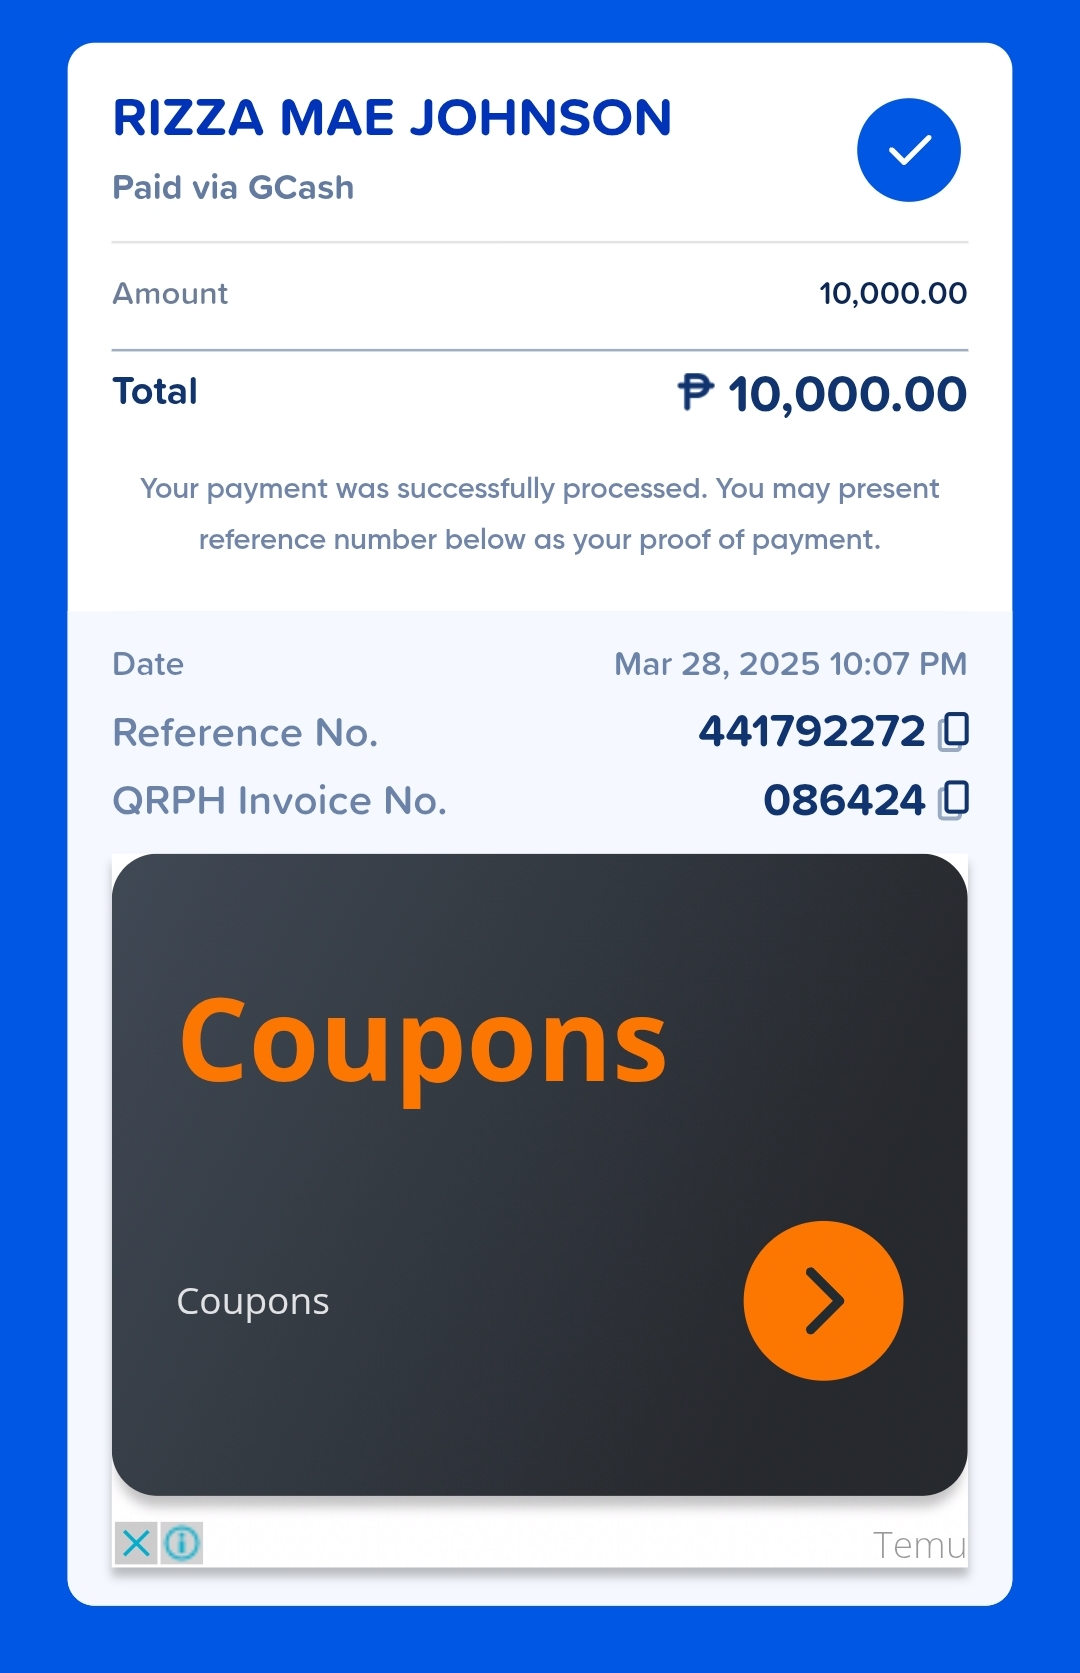 RIZZA MAE JOHNSON
Paid via GCash
Amount 10,000.00
Total ₱ 10,000.00
Your payment was successfully processed. You may present
reference number below as your proof of payment.
Date Mar 28, 2025 10:07 PM
Reference No. 441792272
QRPH Invoice No. 086424
Coupons
Coupons
Temu